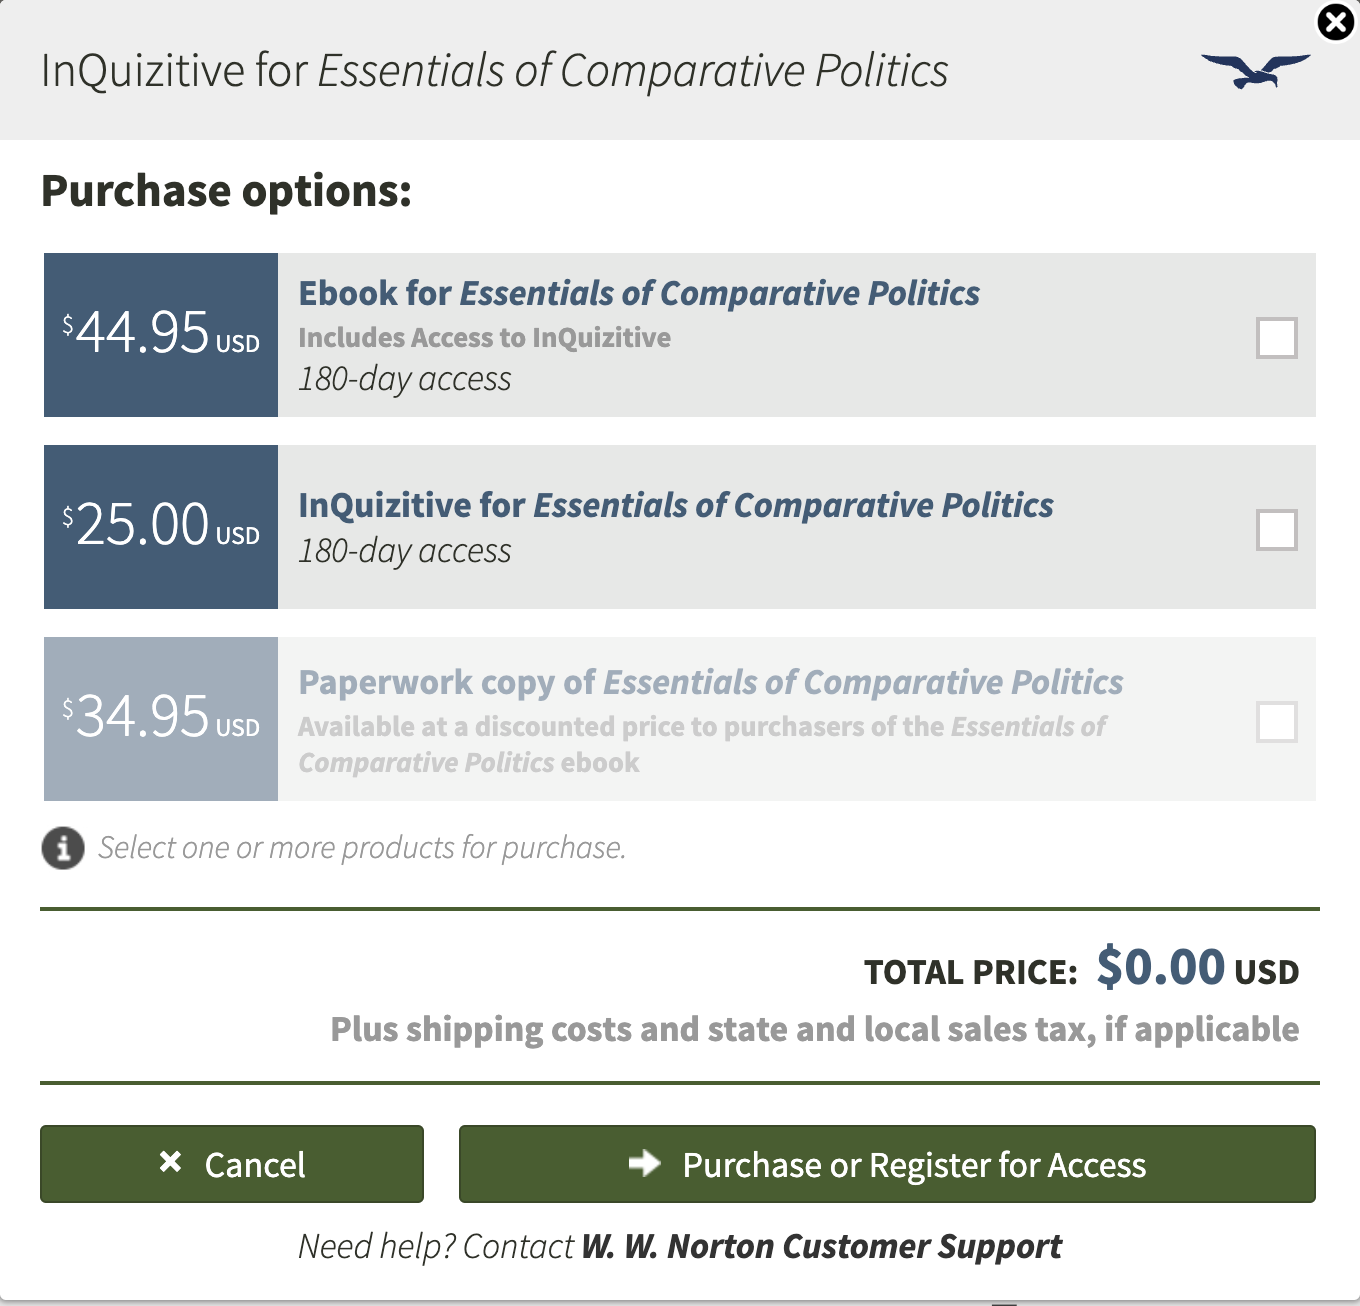 InQuizitive for Essentials of Comparative Politics
Purchase options:
$44.95 USD
Ebook for Essentials of Comparative Politics
Includes Access to InQuizitive
180-day access
$25.00 USD
InQuizitive for Essentials of Comparative Politics
180-day access
$34.95 USD
Paperwork copy of Essentials of Comparative Politics
Available at a discounted price to purchasers of the Essentials of
Comparative Politics ebook
Select one or more products for purchase.
TOTAL PRICE: $0.00 USD
Plus shipping costs and state and local sales tax, if applicable
Cancel
Purchase or Register for Access
Need help? Contact W. W. Norton Customer Support